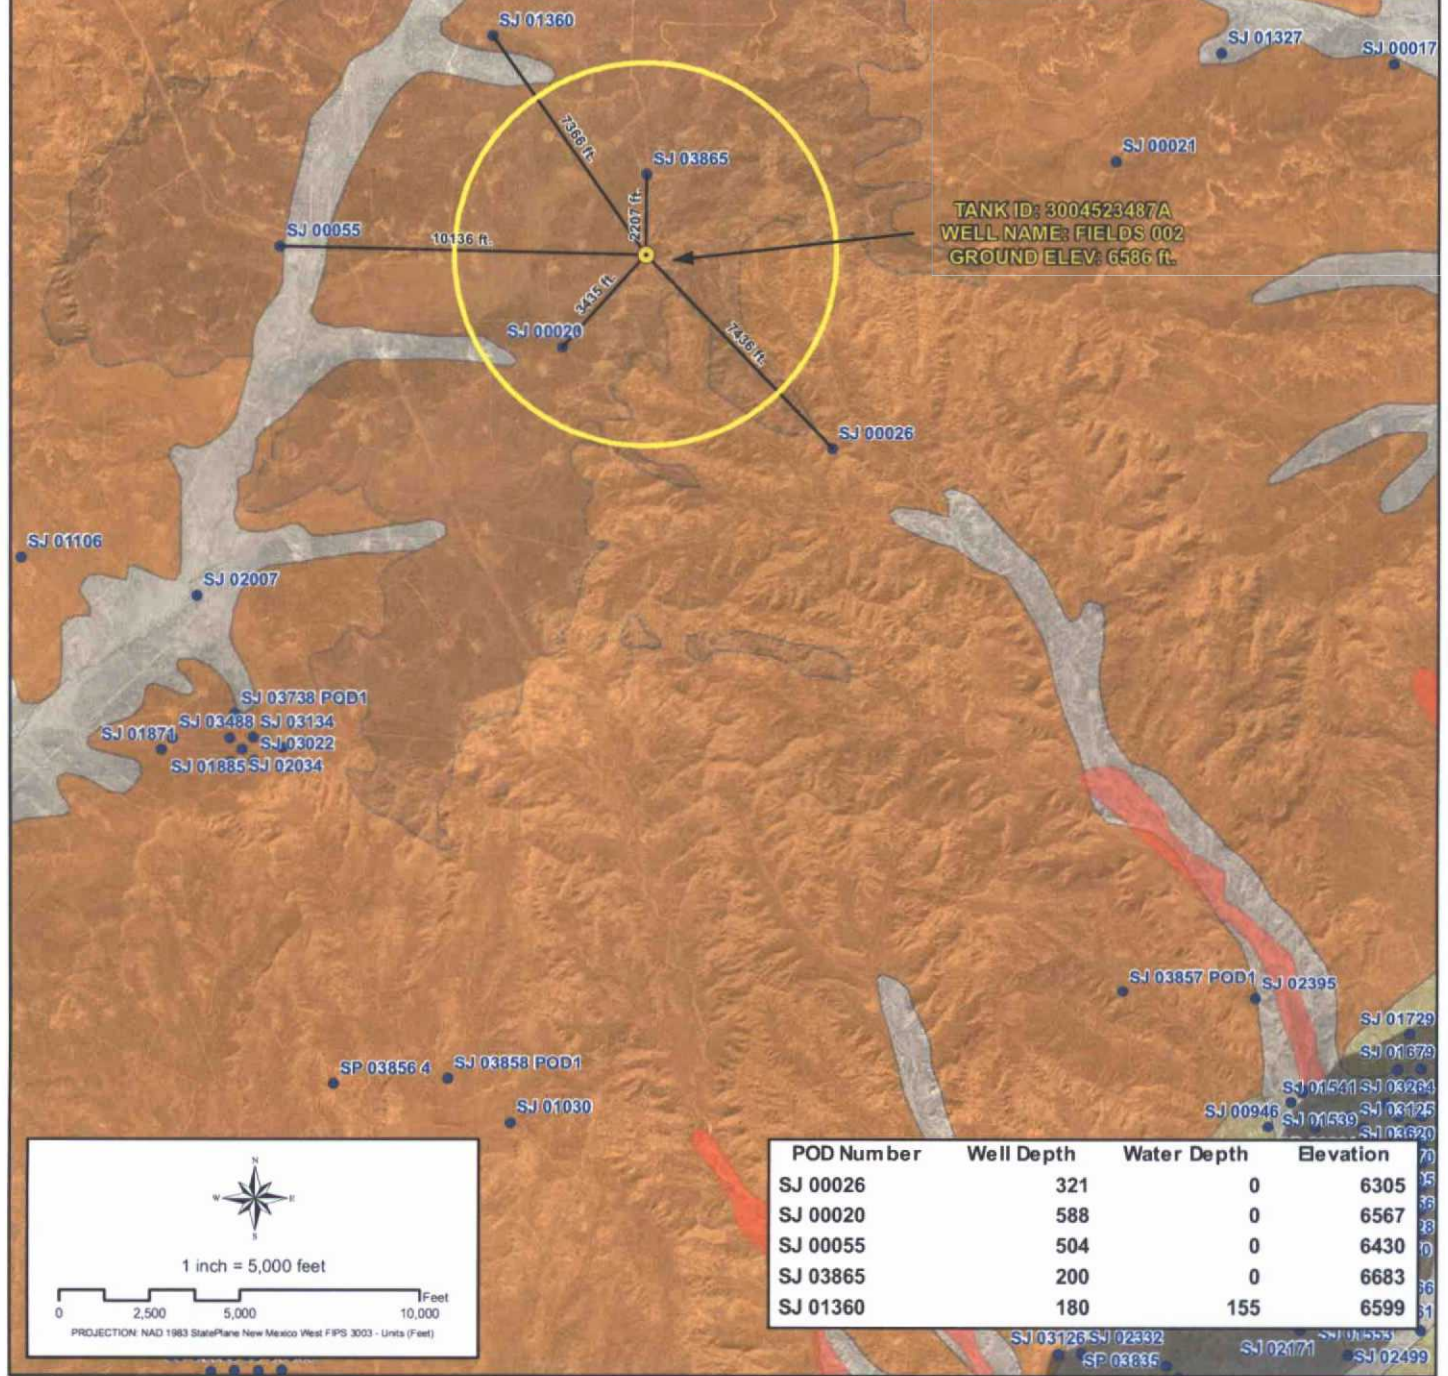 SJ 01360
SJ 01327
SJ 00017
SJ 00021
7366 ft.
SJ 03865
2207 ft.
SJ 00055
10136 ft.
TANK ID: 3004523487A
WELL NAME: FIELDS 002
GROUND ELEV: 6586 ft.
3435 ft.
SJ 00020
7436 ft.
SJ 00026
SJ 01106
SJ 02007
SJ 03738 POD1
SJ 03488 SJ 03134
SJ 01871
SJ 03022
SJ 01885 SJ 02034
SJ 03857 POD1
SJ 02395
SJ 01729
SJ 01679
SP 03856 4
SJ 03858 POD1
SJ 01541
SJ 03264
SJ 01030
SJ 00946
SJ 01539
SJ 03125
SJ 03620
N
W E
S
1 inch = 5,000 feet
Feet
0 2,500 5,000 10,000
PROJECTION: NAD 1983 StatePlane New Mexico West FIPS 3003 - Units (Feet)
POD Number Well Depth Water Depth Elevation
SJ 00026 321 0 6305
SJ 00020 588 0 6567
SJ 00055 504 0 6430
SJ 03865 200 0 6683
SJ 01360 180 155 6599
SJ 03126 SJ 02332
SJ 01553
SJ 02171
SJ 02499
SP 03835